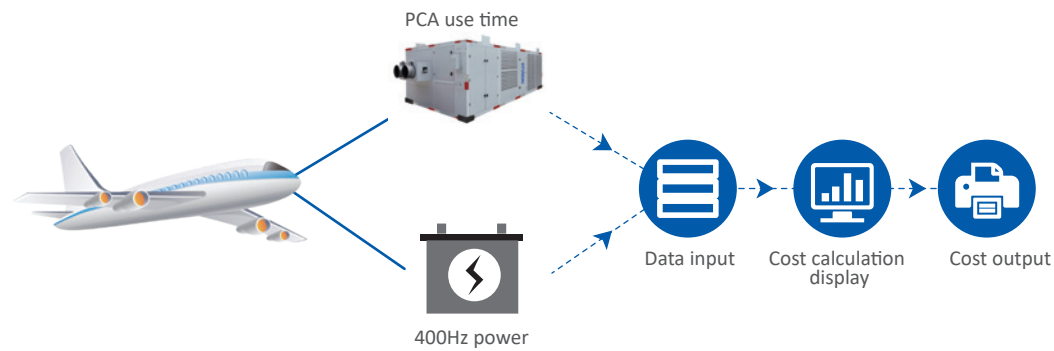 PCA use time
Data input
Cost calculation
display
Cost output
400Hz power